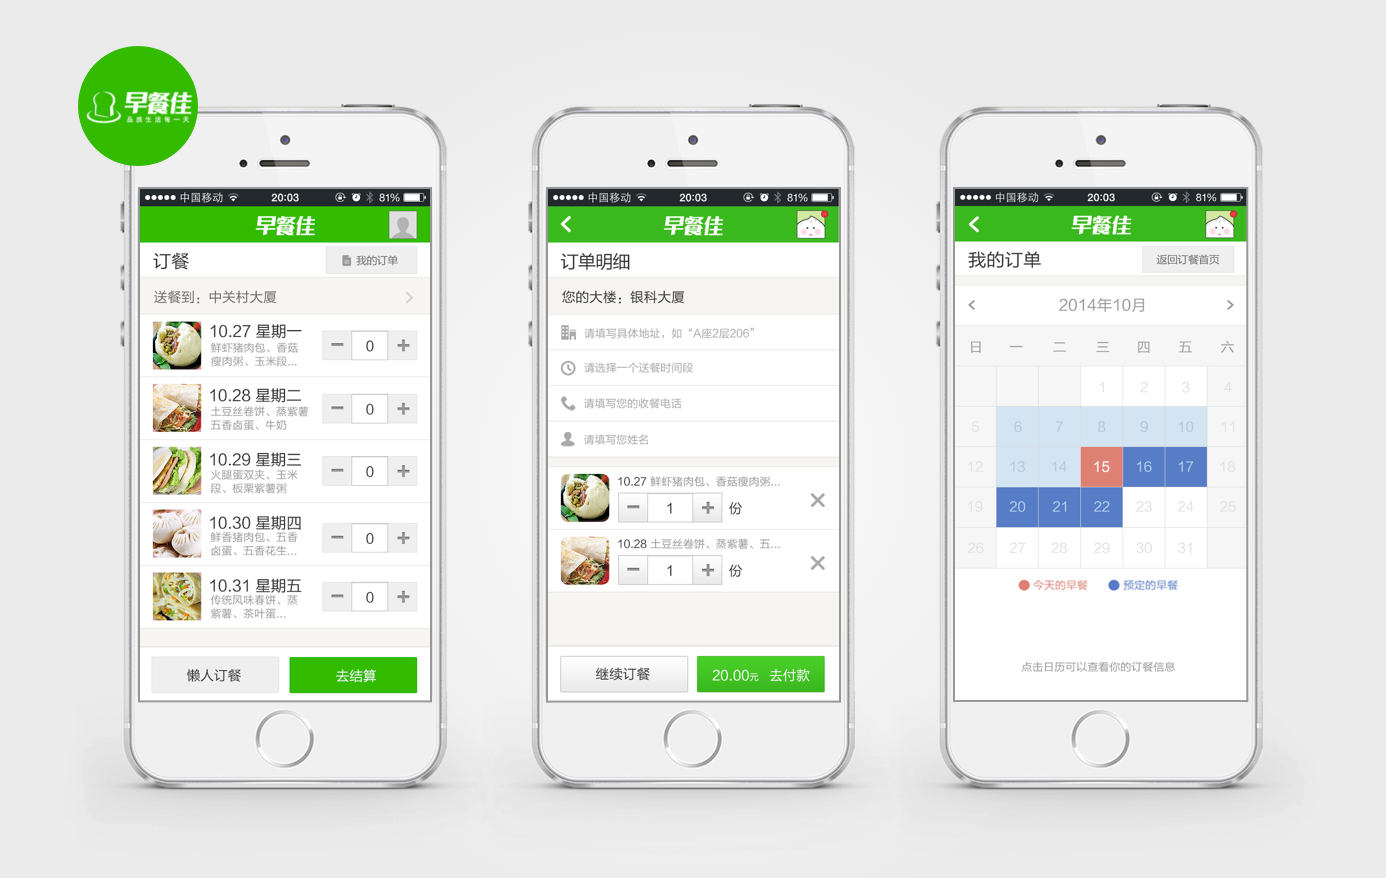 早餐佳
品质生活每一天
中国移动 20:03 81%
早餐佳
订餐
我的订单
送餐到：中关村大厦
10.27 星期一
鲜虾猪肉包、香菇
瘦肉粥、玉米段...
0
10.28 星期二
土豆丝卷饼、蒸紫薯
五香卤蛋、牛奶
0
10.29 星期三
火腿蛋双夹、玉米
段、板栗紫薯粥
0
10.30 星期四
鲜香猪肉包、五香
卤蛋、五香花生...
0
10.31 星期五
传统风味春饼、蒸
紫薯、茶叶蛋...
0
懒人订餐
去结算
中国移动 20:03 81%
早餐佳
订单明细
您的大楼：银科大厦
请填写具体地址，如“A座2层206”
请选择一个送餐时间段
请填写您的收餐电话
请填写您姓名
10.27 鲜虾猪肉包、香菇瘦肉粥...
1 份
10.28 土豆丝卷饼、蒸紫薯、五...
1 份
继续订餐
20.00元 去付款
中国移动 20:03 81%
早餐佳
我的订单
返回订餐首页
2014年10月
日 一 二 三 四 五 六
1 2 3 4
5 6 7 8 9 10 11
12 13 14 15 16 17 18
19 20 21 22 23 24 25
26 27 28 29 30 31
今天的早餐 预定的早餐
点击日历可以查看你的订餐信息